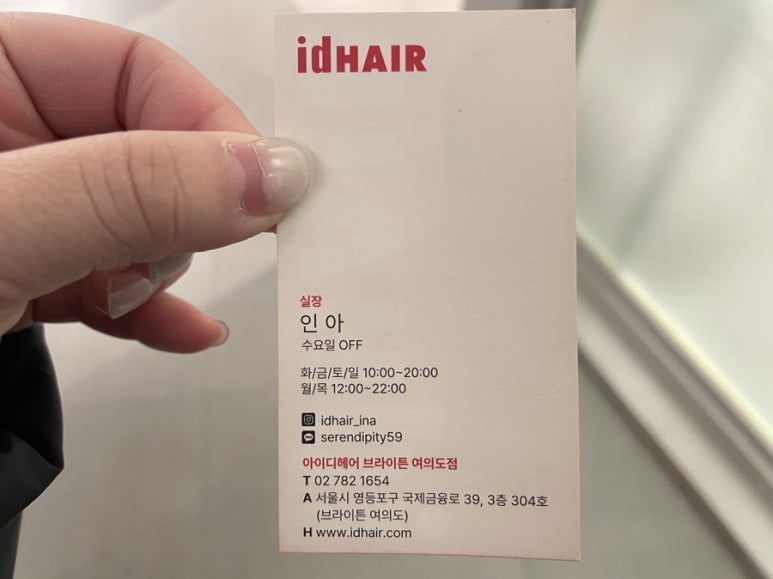 idHAIR
실장
인 아
수요일 OFF
화/금/토/일 10:00~20:00
월/목 12:00~22:00
idhair_ina
serendipity59
아이디헤어 브라이튼 여의도점
T 02 782 1654
A 서울시 영등포구 국제금융로 39, 3층 304호
(브라이튼 여의도)
H www.idhair.com